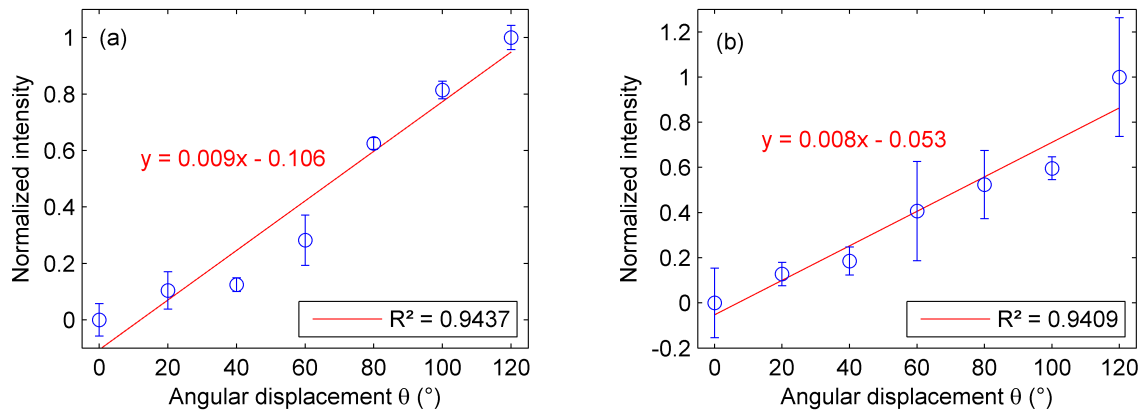 (a)
Normalized intensity
1
0.8
0.6
0.4
0.2
0
y = 0.009x - 0.106
R² = 0.9437
0 20 40 60 80 100 120
Angular displacement θ (°)
(b)
Normalized intensity
1.2
1
0.8
0.6
0.4
0.2
0
-0.2
y = 0.008x - 0.053
R² = 0.9409
0 20 40 60 80 100 120
Angular displacement θ (°)